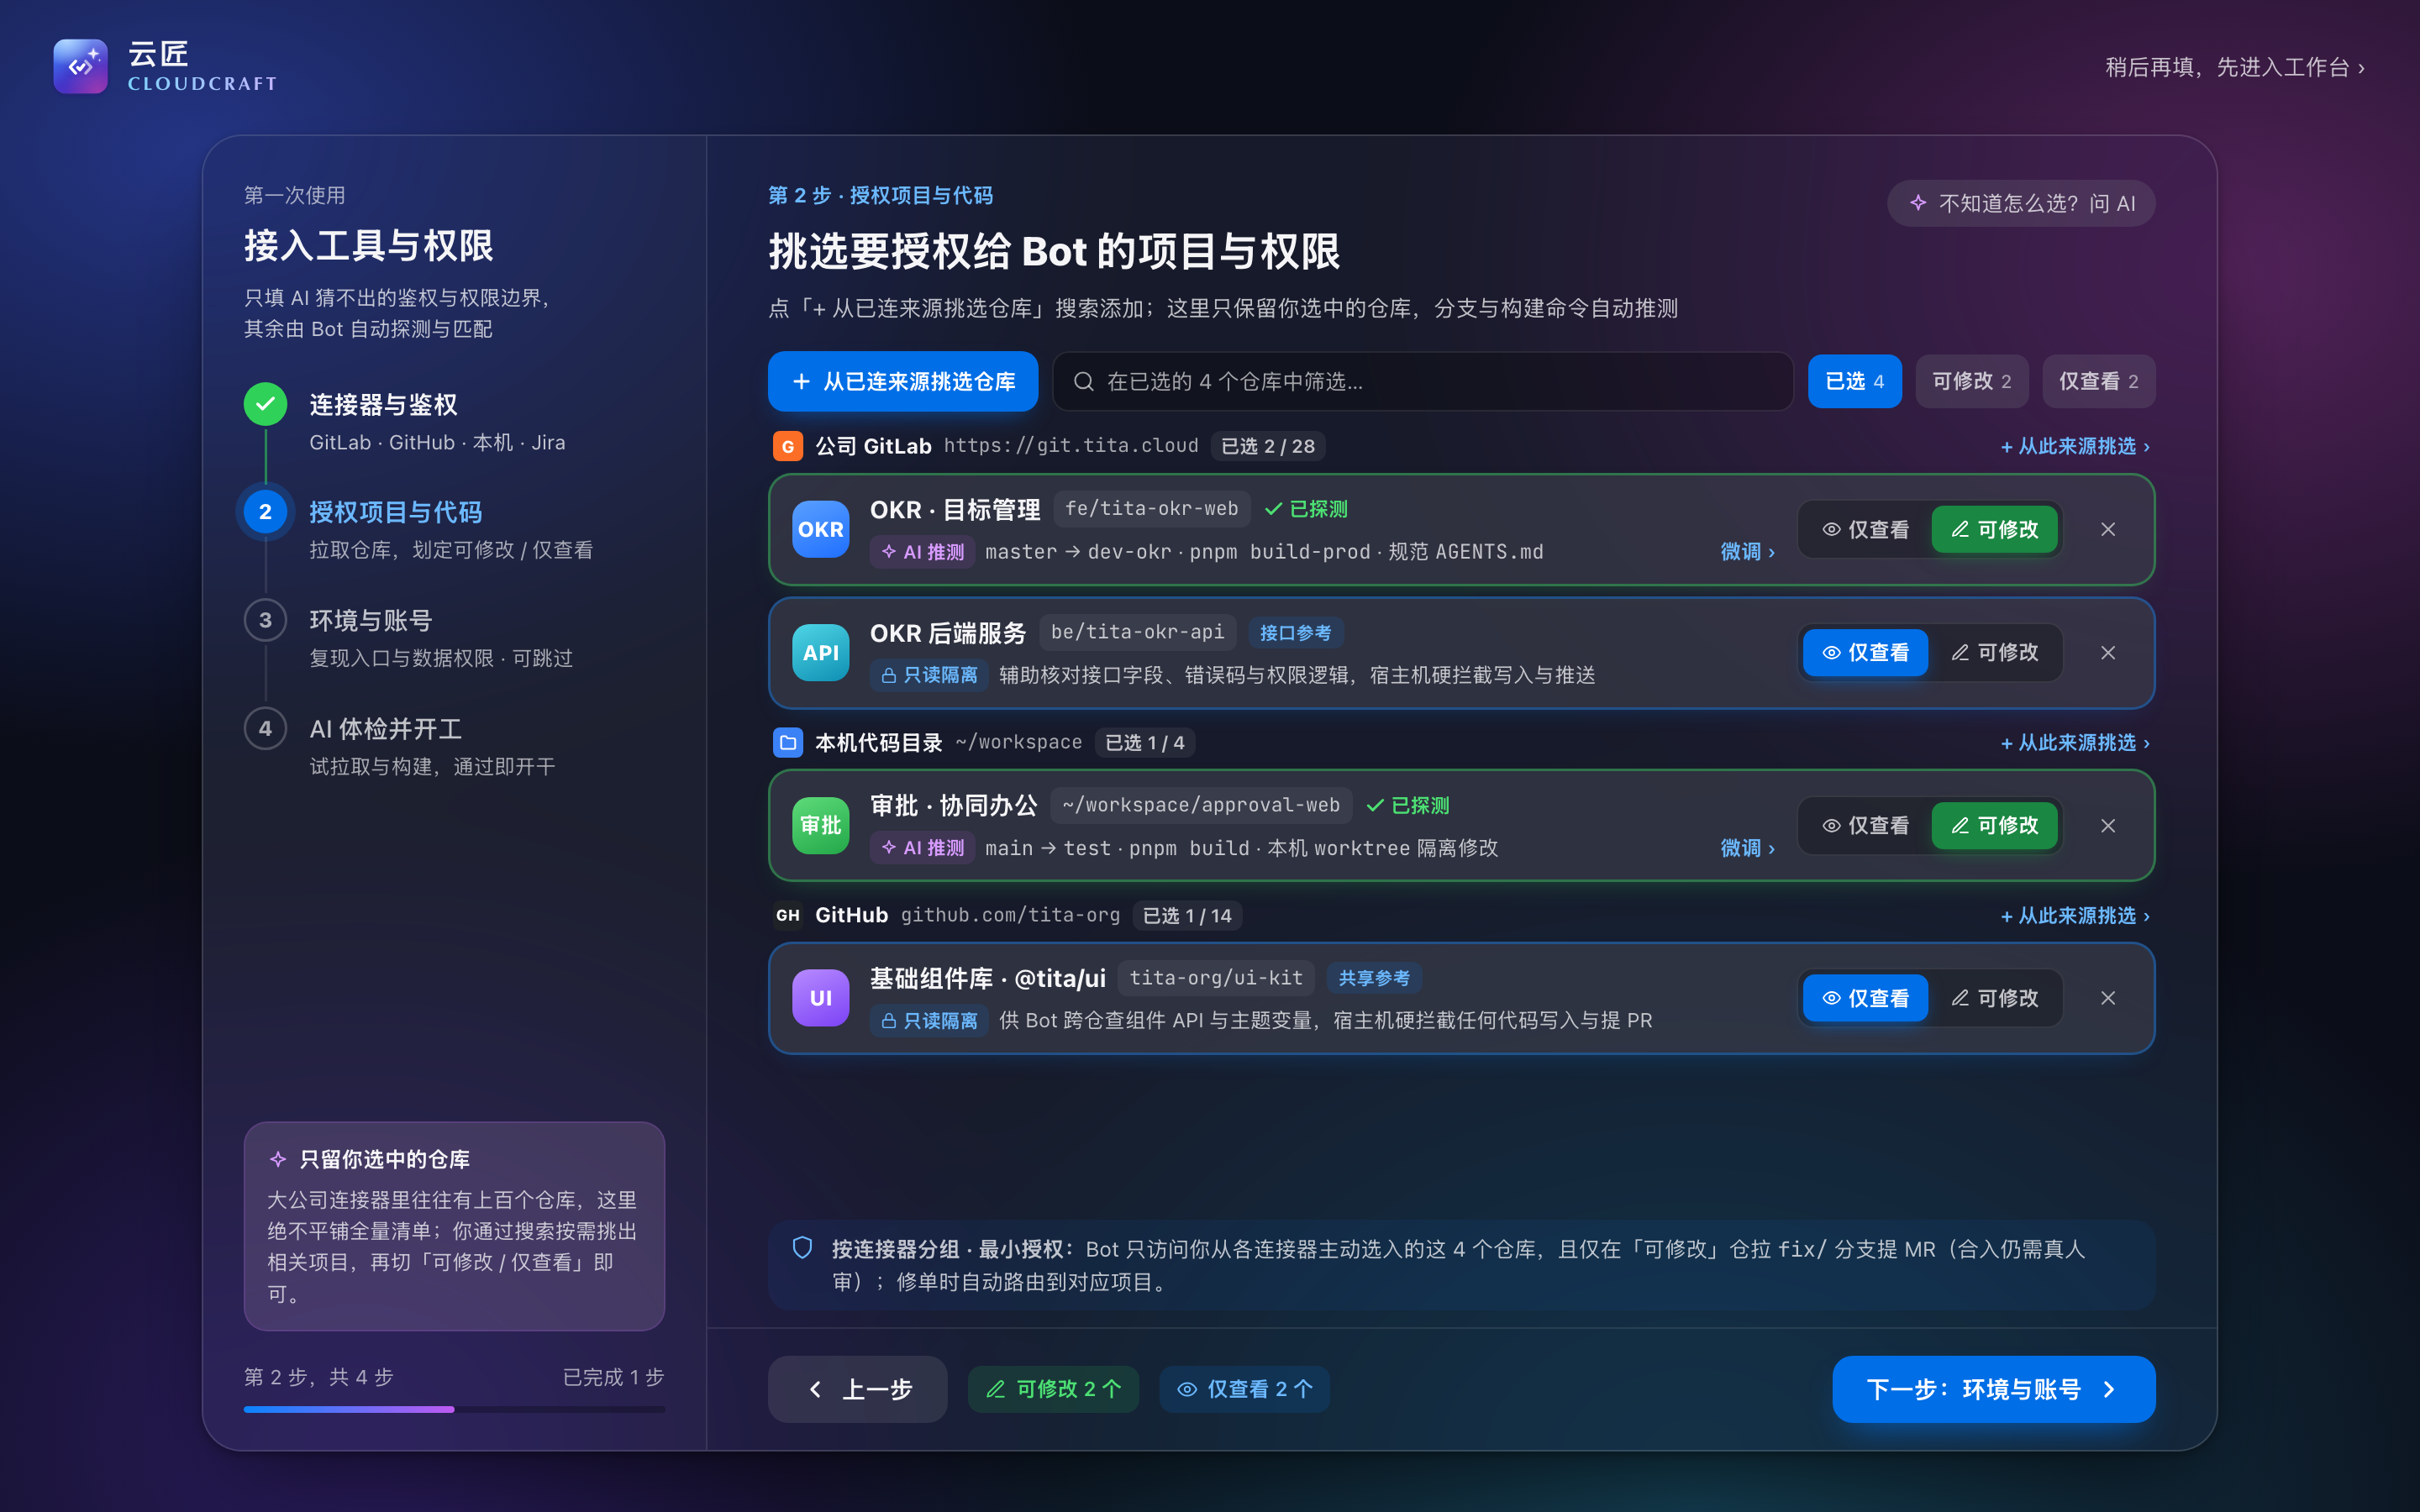 云匠
CLOUDCRAFT
稍后再填，先进入工作台 ›
第一次使用
接入工具与权限
只填 AI 猜不出的鉴权与权限边界，
其余由 Bot 自动探测与匹配
连接器与鉴权
GitLab · GitHub · 本机 · Jira
2
授权项目与代码
拉取仓库，划定可修改 / 仅查看
3
环境与账号
复现入口与数据权限 · 可跳过
4
AI 体检并开工
试拉取与构建，通过即开干
只留你选中的仓库
大公司连接器里往往有上百个仓库，这里
绝不平铺全量清单；你通过搜索按需挑出
相关项目，再切「可修改 / 仅查看」即
可。
第 2 步，共 4 步 已完成 1 步
第 2 步 · 授权项目与代码
不知道怎么选？问 AI
挑选要授权给 Bot 的项目与权限
点「+ 从已连来源挑选仓库」搜索添加；这里只保留你选中的仓库，分支与构建命令自动推测
+ 从已连来源挑选仓库 在已选的 4 个仓库中筛选... 已选 4 可修改 2 仅查看 2
G 公司 GitLab https://git.tita.cloud 已选 2 / 28 + 从此来源挑选 ›
OKR OKR · 目标管理 fe/tita-okr-web 已探测
AI 推测 master → dev-okr · pnpm build-prod · 规范 AGENTS.md 微调 › 仅查看 可修改
API OKR 后端服务 be/tita-okr-api 接口参考
只读隔离 辅助核对接口字段、错误码与权限逻辑，宿主机硬拦截写入与推送 仅查看 可修改
本机代码目录 ~/workspace 已选 1 / 4 + 从此来源挑选 ›
审批 审批 · 协同办公 ~/workspace/approval-web 已探测
AI 推测 main → test · pnpm build · 本机 worktree 隔离修改 微调 › 仅查看 可修改
GH GitHub github.com/tita-org 已选 1 / 14 + 从此来源挑选 ›
UI 基础组件库 · @tita/ui tita-org/ui-kit 共享参考
只读隔离 供 Bot 跨仓查组件 API 与主题变量，宿主机硬拦截任何代码写入与提 PR 仅查看 可修改
按连接器分组 · 最小授权：Bot 只访问你从各连接器主动选入的这 4 个仓库，且仅在「可修改」仓拉 fix/ 分支提 MR（合入仍需真人
审）；修单时自动路由到对应项目。
上一步 可修改 2 个 仅查看 2 个 下一步：环境与账号